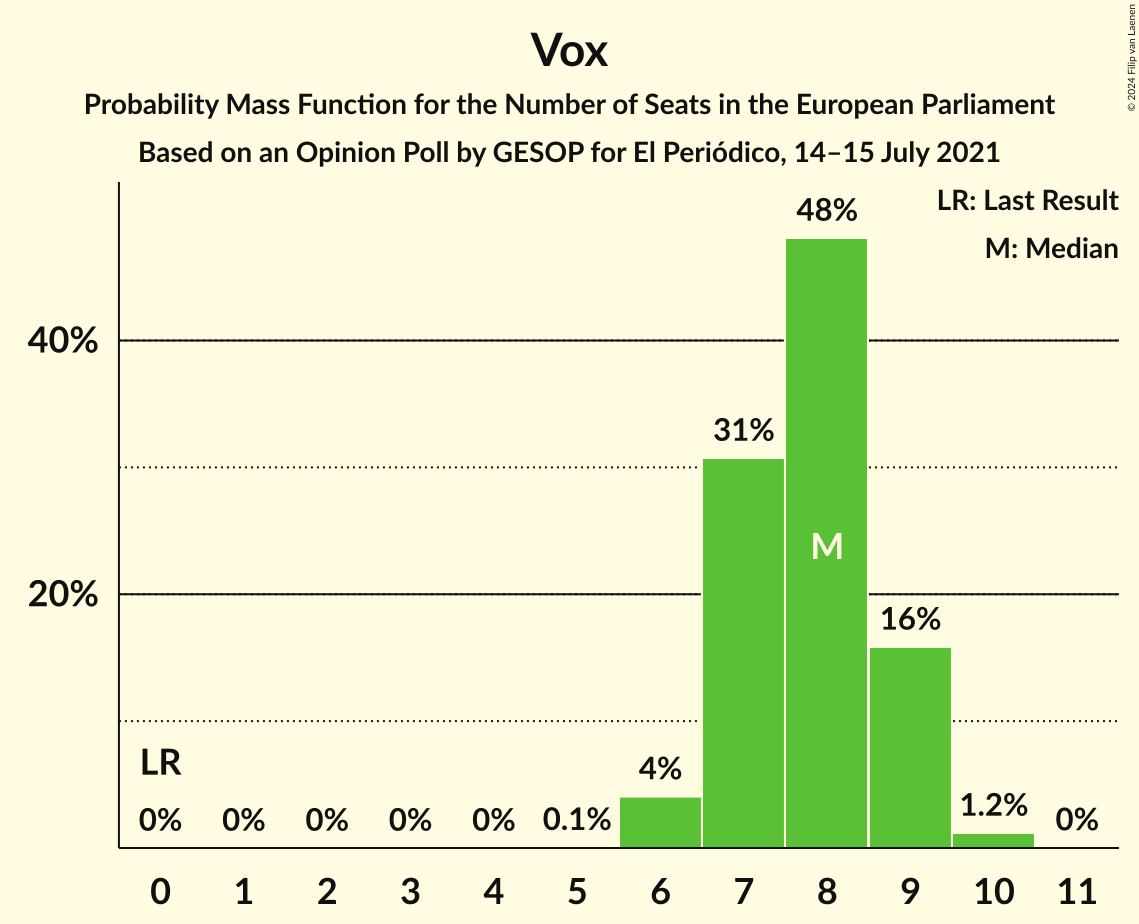 Vox
Probability Mass Function for the Number of Seats in the European Parliament
Based on an Opinion Poll by GESOP for El Periódico, 14–15 July 2021
© 2024 Filip van Laenen
LR: Last Result
M: Median
48%
40%
31%
M
20%
16%
LR
4%
1.2%
0% 0% 0% 0% 0% 0.1% 0%
0 1 2 3 4 5 6 7 8 9 10 11